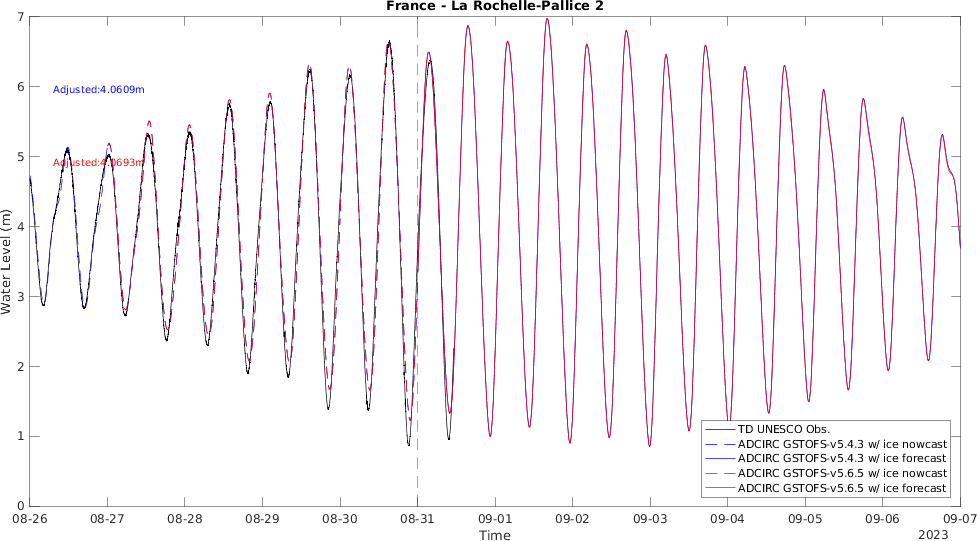 France - La Rochelle-Pallice 2
7
6
5
4
3
2
1
0
Water Level (m)
Adjusted:4.0609m
Adjusted:4.0693m
TD UNESCO Obs.
ADCIRC GSTOFS-v5.4.3 w/ ice nowcast
ADCIRC GSTOFS-v5.4.3 w/ ice forecast
ADCIRC GSTOFS-v5.6.5 w/ ice nowcast
ADCIRC GSTOFS-v5.6.5 w/ ice forecast
08-26 08-27 08-28 08-29 08-30 08-31 09-01 09-02 09-03 09-04 09-05 09-06 09-07
Time
2023